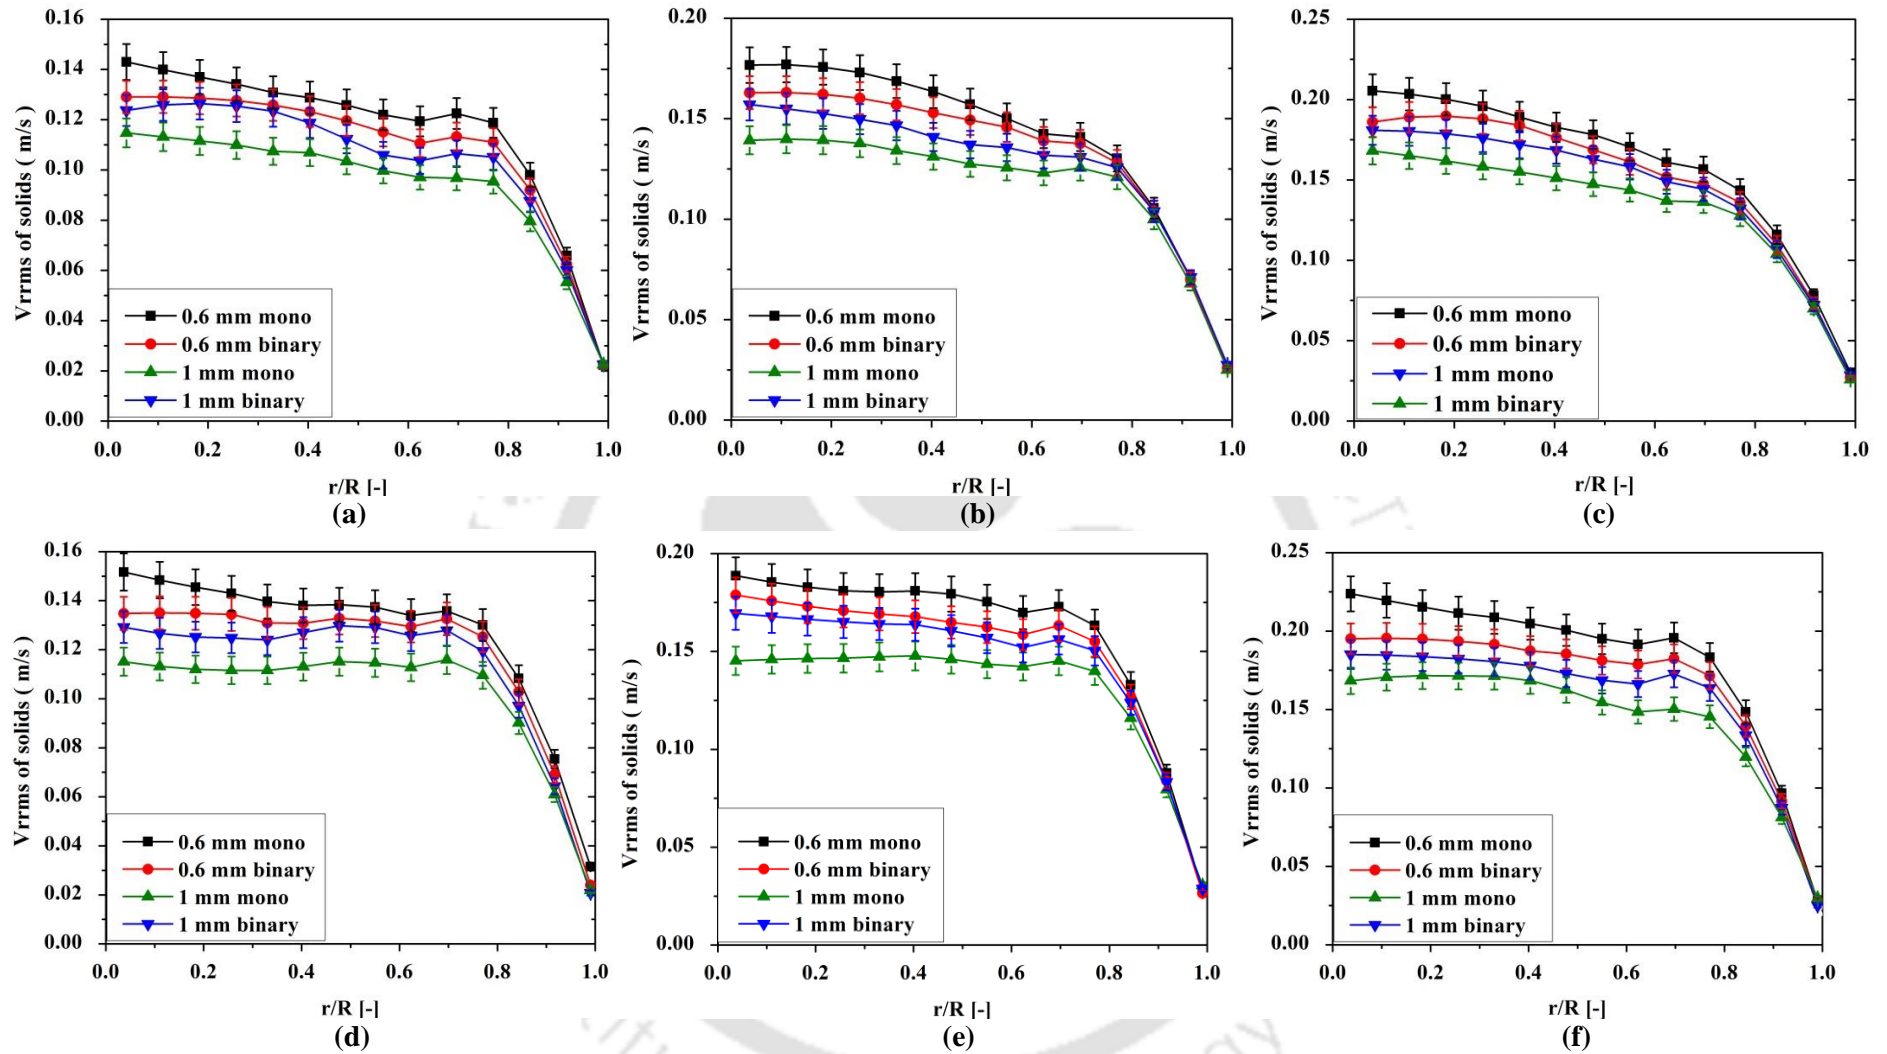 0.16
0.14
0.12
0.10
0.08
0.06
0.04
0.02
0.00
Vrrms of solids ( m/s )
0.6 mm mono
0.6 mm binary
1 mm mono
1 mm binary
0.0 0.2 0.4 0.6 0.8 1.0
r/R [-]
(a)
0.20
0.15
0.10
0.05
0.00
Vrrms of solids ( m/s )
0.6 mm mono
0.6 mm binary
1 mm mono
1 mm binary
0.0 0.2 0.4 0.6 0.8 1.0
r/R [-]
(b)
0.25
0.20
0.15
0.10
0.05
0.00
Vrrms of solids ( m/s )
0.6 mm mono
0.6 mm binary
1 mm mono
1 mm binary
0.0 0.2 0.4 0.6 0.8 1.0
r/R [-]
(c)
0.16
0.14
0.12
0.10
0.08
0.06
0.04
0.02
0.00
Vrrms of solids ( m/s )
0.6 mm mono
0.6 mm binary
1 mm mono
1 mm binary
0.0 0.2 0.4 0.6 0.8 1.0
r/R [-]
(d)
0.20
0.15
0.10
0.05
0.00
Vrrms of solids ( m/s )
0.6 mm mono
0.6 mm binary
1 mm mono
1 mm binary
0.0 0.2 0.4 0.6 0.8 1.0
r/R [-]
(e)
0.25
0.20
0.15
0.10
0.05
0.00
Vrrms of solids ( m/s )
0.6 mm mono
0.6 mm binary
1 mm mono
1 mm binary
0.0 0.2 0.4 0.6 0.8 1.0
r/R [-]
(f)